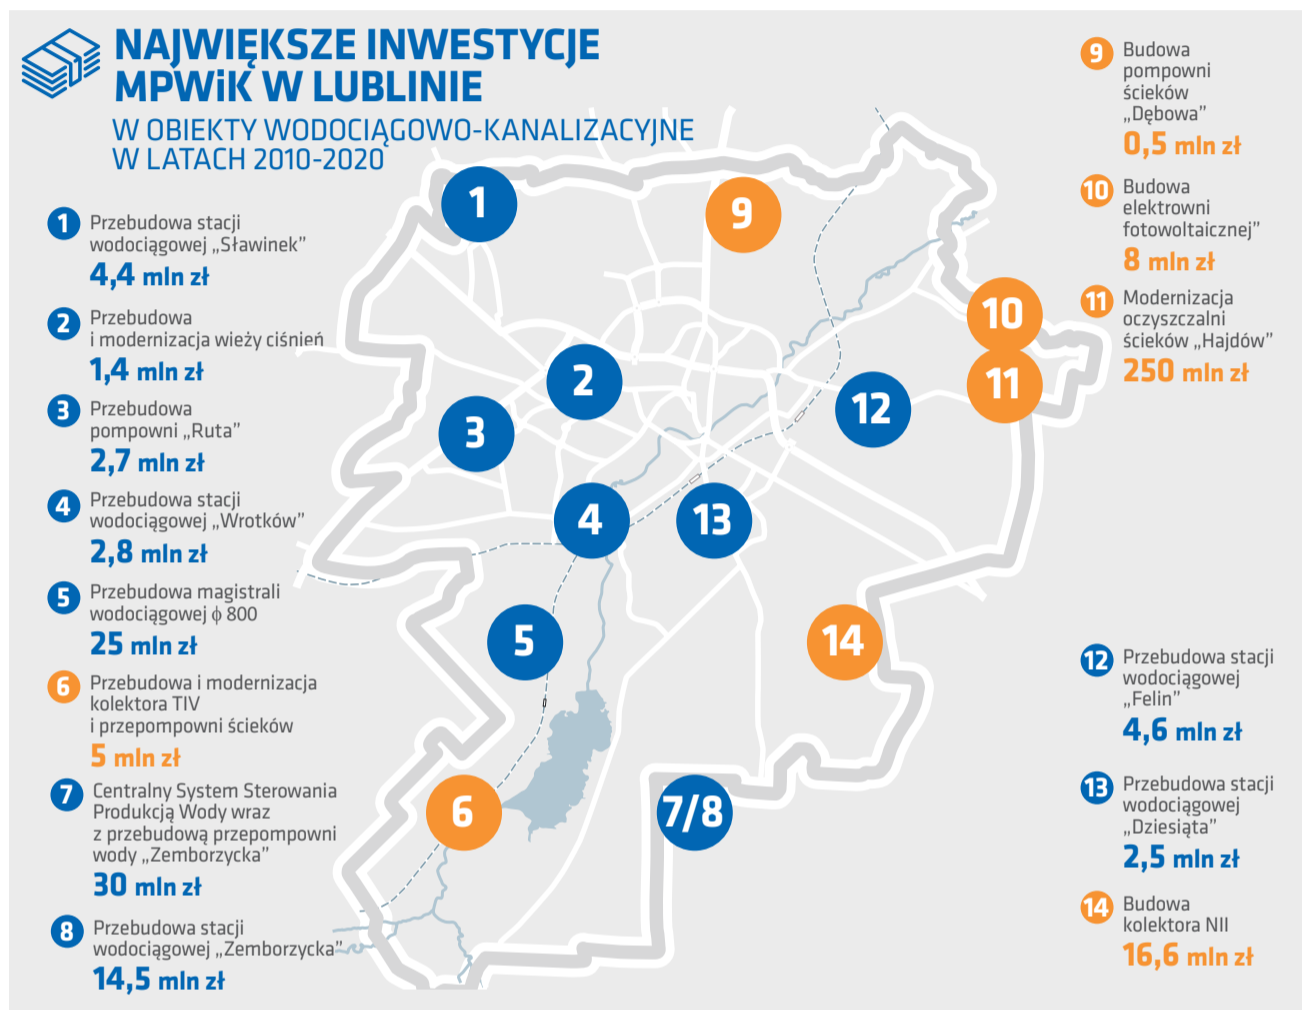 NAJWIĘKSZE INWESTYCJE
MPWiK W LUBLINIE
W OBIEKTY WODOCIĄGOWO-KANALIZACYJNE
W LATACH 2010-2020
1 Przebudowa stacji
wodociągowej „Sławinek”
4,4 mln zł
2 Przebudowa
i modernizacja wieży ciśnień
1,4 mln zł
3 Przebudowa
pompowni „Ruta”
2,7 mln zł
4 Przebudowa stacji
wodociągowej „Wrotków”
2,8 mln zł
5 Przebudowa magistrali
wodociągowej ϕ 800
25 mln zł
6 Przebudowa i modernizacja
kolektora TIV
i przepompowni ścieków
5 mln zł
7 Centralny System Sterowania
Produkcją Wody wraz
z przebudową przepompowni
wody „Zemborzycka”
30 mln zł
8 Przebudowa stacji
wodociągowej „Zemborzycka”
14,5 mln zł
1
9
10
11
2
12
3
4
13
5
14
6
7/8
9 Budowa
pompowni
ścieków
„Dębowa”
0,5 mln zł
10 Budowa
elektrowni
fotowoltaicznej”
8 mln zł
11 Modernizacja
oczyszczalni
ścieków „Hajdów”
250 mln zł
12 Przebudowa stacji
wodociągowej
„Felin”
4,6 mln zł
13 Przebudowa stacji
wodociągowej
„Dziesiąta”
2,5 mln zł
14 Budowa
kolektora NII
16,6 mln zł